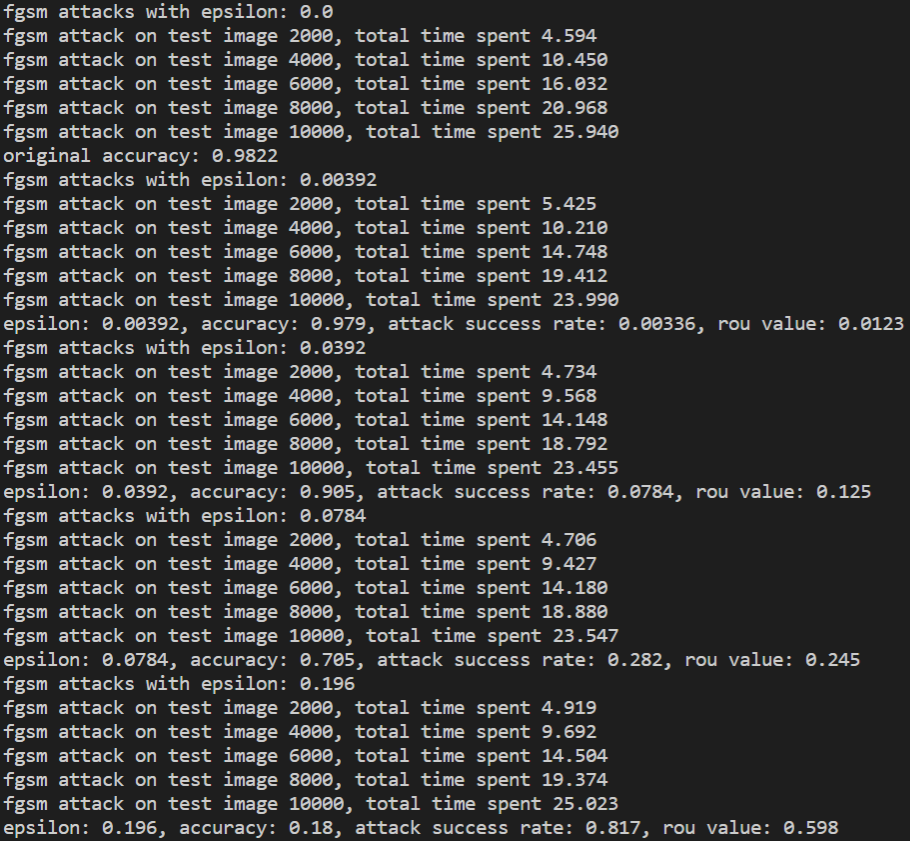 fgsm attacks with epsilon: 0.0
fgsm attack on test image 2000, total time spent 4.594
fgsm attack on test image 4000, total time spent 10.450
fgsm attack on test image 6000, total time spent 16.032
fgsm attack on test image 8000, total time spent 20.968
fgsm attack on test image 10000, total time spent 25.940
original accuracy: 0.9822
fgsm attacks with epsilon: 0.00392
fgsm attack on test image 2000, total time spent 5.425
fgsm attack on test image 4000, total time spent 10.210
fgsm attack on test image 6000, total time spent 14.748
fgsm attack on test image 8000, total time spent 19.412
fgsm attack on test image 10000, total time spent 23.990
epsilon: 0.00392, accuracy: 0.979, attack success rate: 0.00336, rou value: 0.0123
fgsm attacks with epsilon: 0.0392
fgsm attack on test image 2000, total time spent 4.734
fgsm attack on test image 4000, total time spent 9.568
fgsm attack on test image 6000, total time spent 14.148
fgsm attack on test image 8000, total time spent 18.792
fgsm attack on test image 10000, total time spent 23.455
epsilon: 0.0392, accuracy: 0.905, attack success rate: 0.0784, rou value: 0.125
fgsm attacks with epsilon: 0.0784
fgsm attack on test image 2000, total time spent 4.706
fgsm attack on test image 4000, total time spent 9.427
fgsm attack on test image 6000, total time spent 14.180
fgsm attack on test image 8000, total time spent 18.880
fgsm attack on test image 10000, total time spent 23.547
epsilon: 0.0784, accuracy: 0.705, attack success rate: 0.282, rou value: 0.245
fgsm attacks with epsilon: 0.196
fgsm attack on test image 2000, total time spent 4.919
fgsm attack on test image 4000, total time spent 9.692
fgsm attack on test image 6000, total time spent 14.504
fgsm attack on test image 8000, total time spent 19.374
fgsm attack on test image 10000, total time spent 25.023
epsilon: 0.196, accuracy: 0.18, attack success rate: 0.817, rou value: 0.598